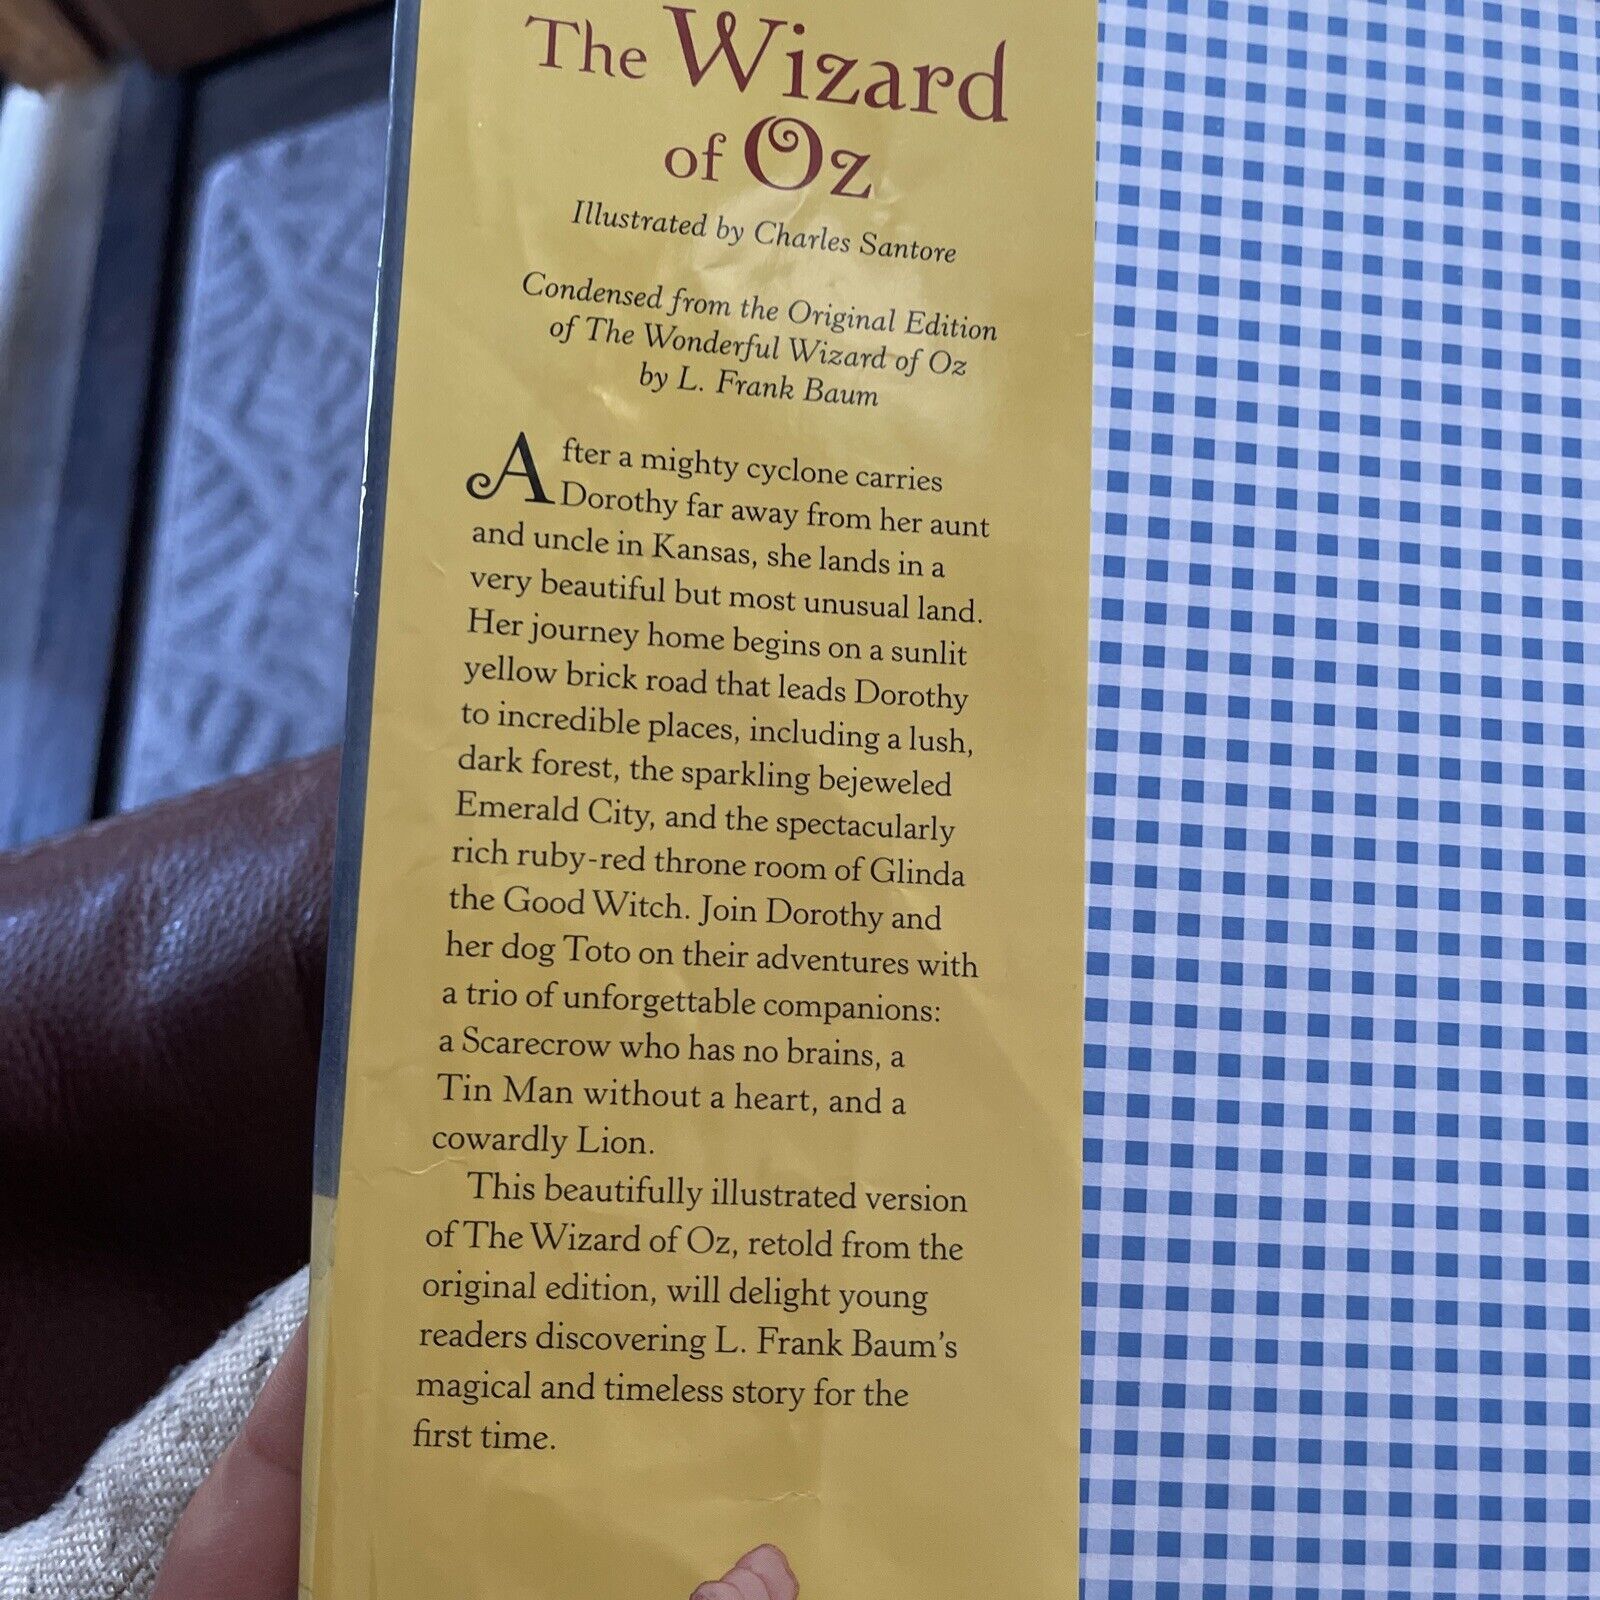 The Wizard
of Oz
Illustrated by Charles Santore
Condensed from the Original Edition
of The Wonderful Wizard of Oz
by L. Frank Baum
After a mighty cyclone carries
Dorothy far away from her aunt
and uncle in Kansas, she lands in a
very beautiful but most unusual land.
Her journey home begins on a sunlit
yellow brick road that leads Dorothy
to incredible places, including a lush,
dark forest, the sparkling bejeweled
Emerald City, and the spectacularly
rich ruby-red throne room of Glinda
the Good Witch. Join Dorothy and
her dog Toto on their adventures with
a trio of unforgettable companions:
a Scarecrow who has no brains, a
Tin Man without a heart, and a
cowardly Lion.
This beautifully illustrated version
of The Wizard of Oz, retold from the
original edition, will delight young
readers discovering L. Frank Baum's
magical and timeless story for the
first time.